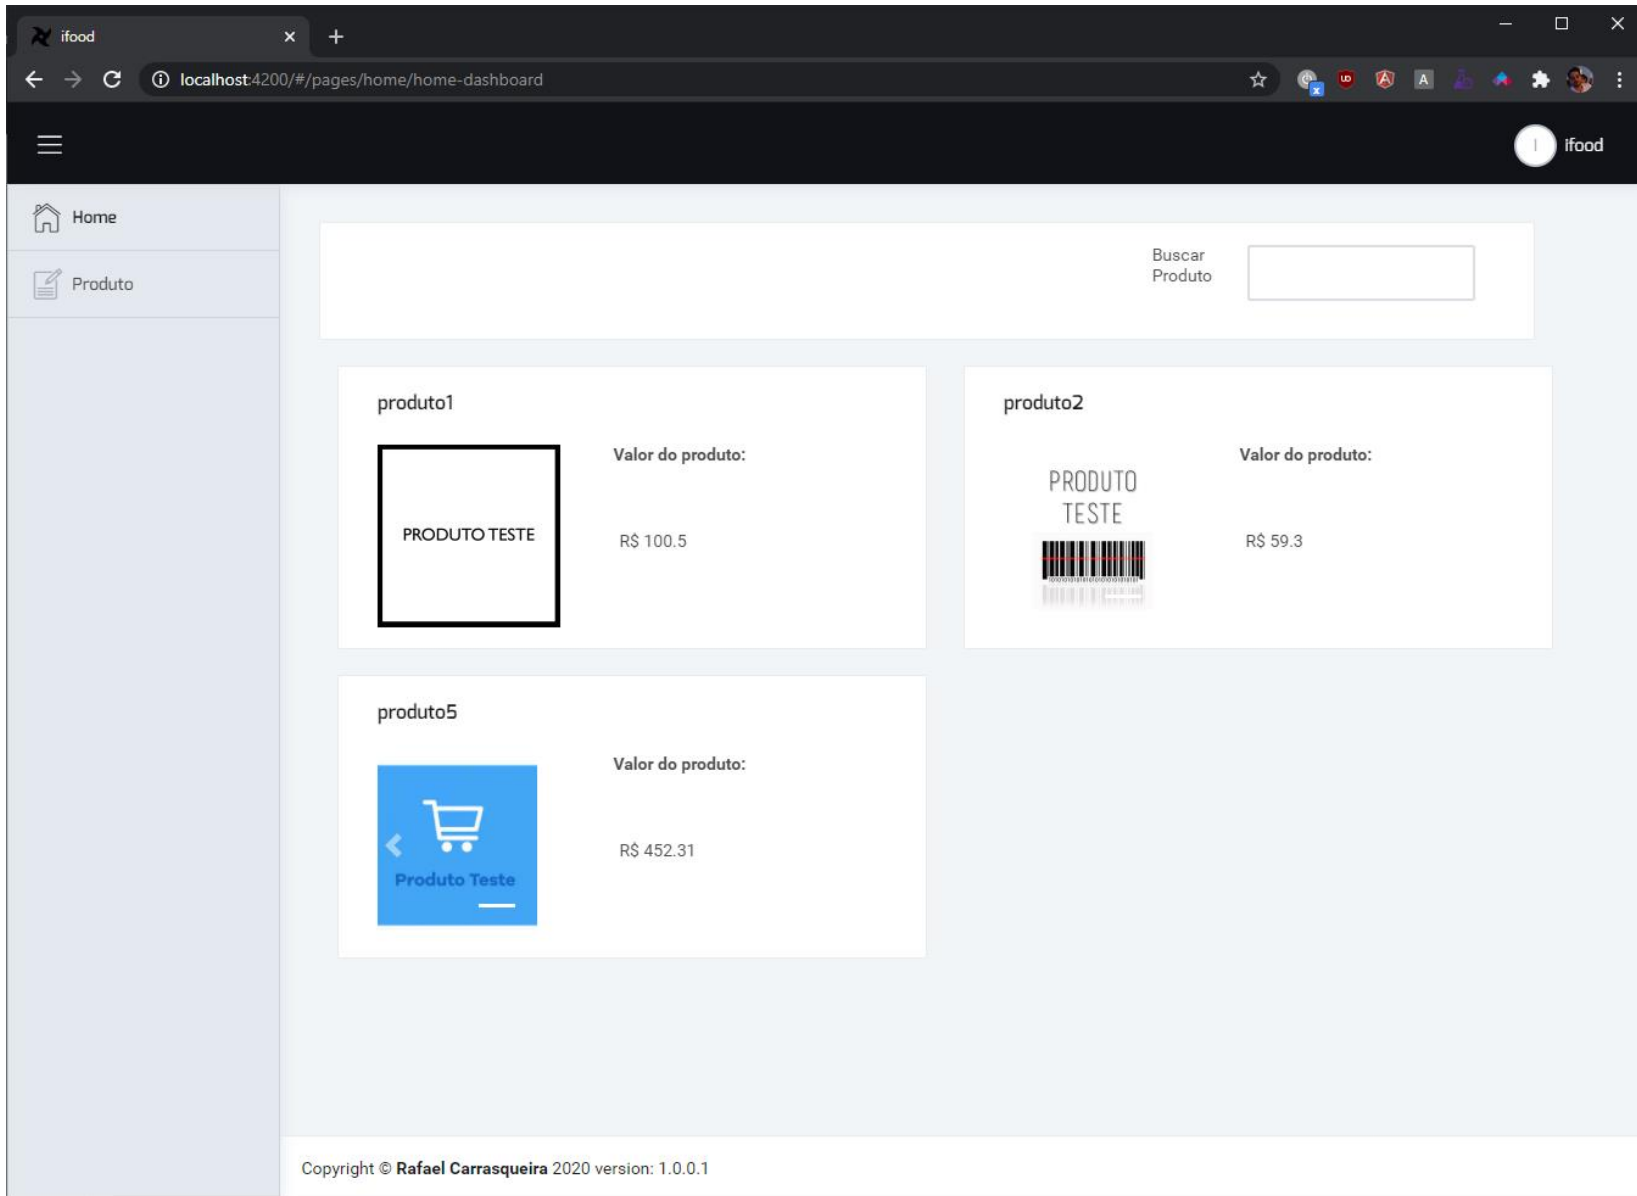 ifood
localhost:4200/#/pages/home/home-dashboard
I ifood
Home
Produto
Buscar
Produto
produto1
Valor do produto:
PRODUTO TESTE
R$ 100.5
produto2
Valor do produto:
PRODUTO
TESTE
R$ 59.3
produto5
Valor do produto:
Produto Teste
R$ 452.31
Copyright © Rafael Carrasqueira 2020 version: 1.0.0.1